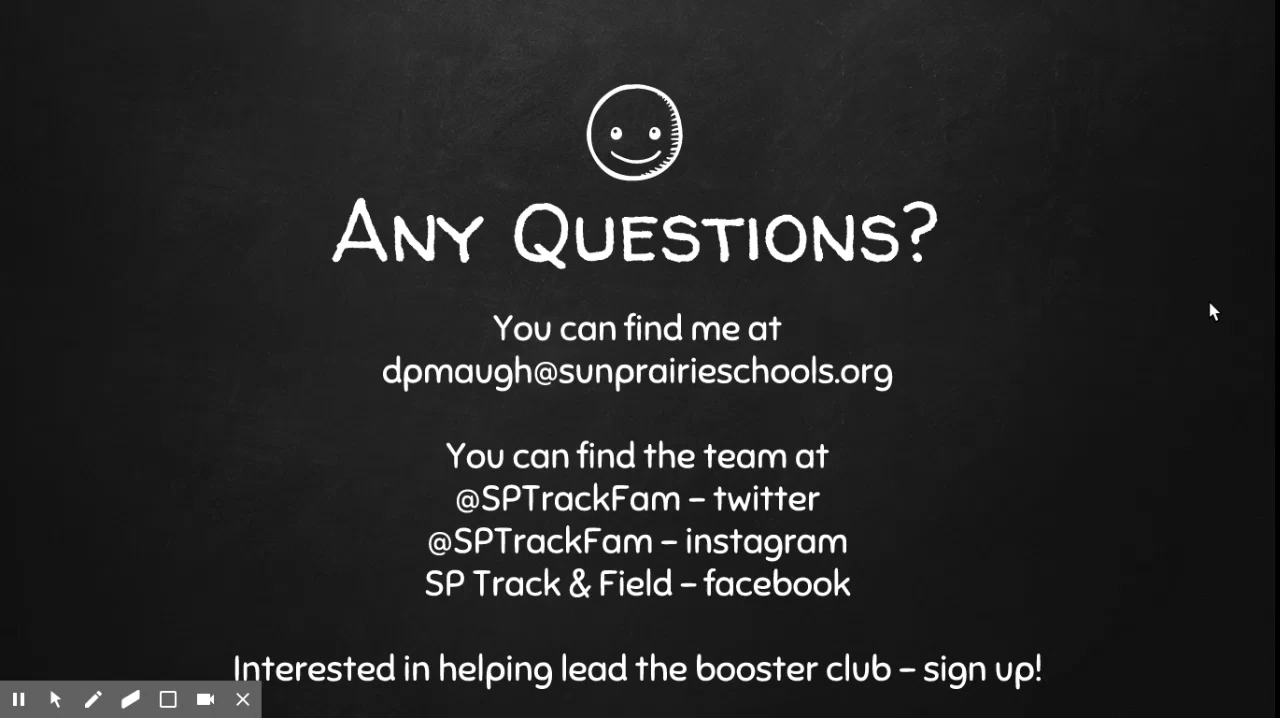 Any Questions?
You can find me at
dpmaugh@sunprairieschools.org
You can find the team at
@SPTrackFam – twitter
@SPTrackFam – instagram
SP Track & Field – facebook
Interested in helping lead the booster club – sign up!